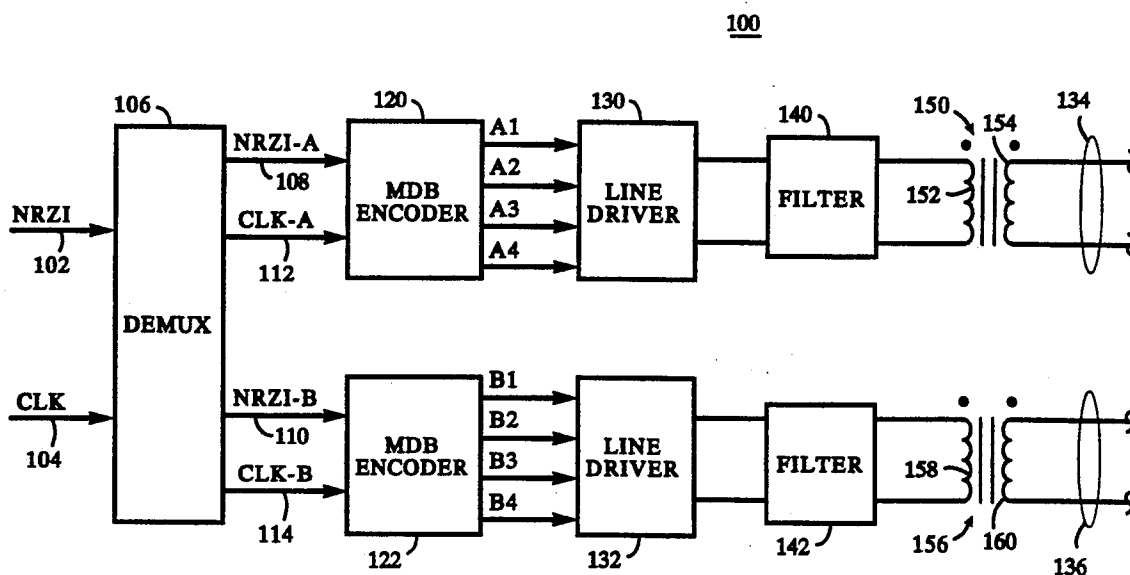 100
106
120
130
140
150
154
134
NRZI-A
108
A1
A2
A3
A4
MDB
ENCODER
LINE
DRIVER
FILTER
152
NRZI
102
CLK-A
112
DEMUX
CLK
104
NRZI-B
110
CLK-B
114
MDB
ENCODER
122
B1
B2
B3
B4
LINE
DRIVER
132
FILTER
142
158
156
160
136